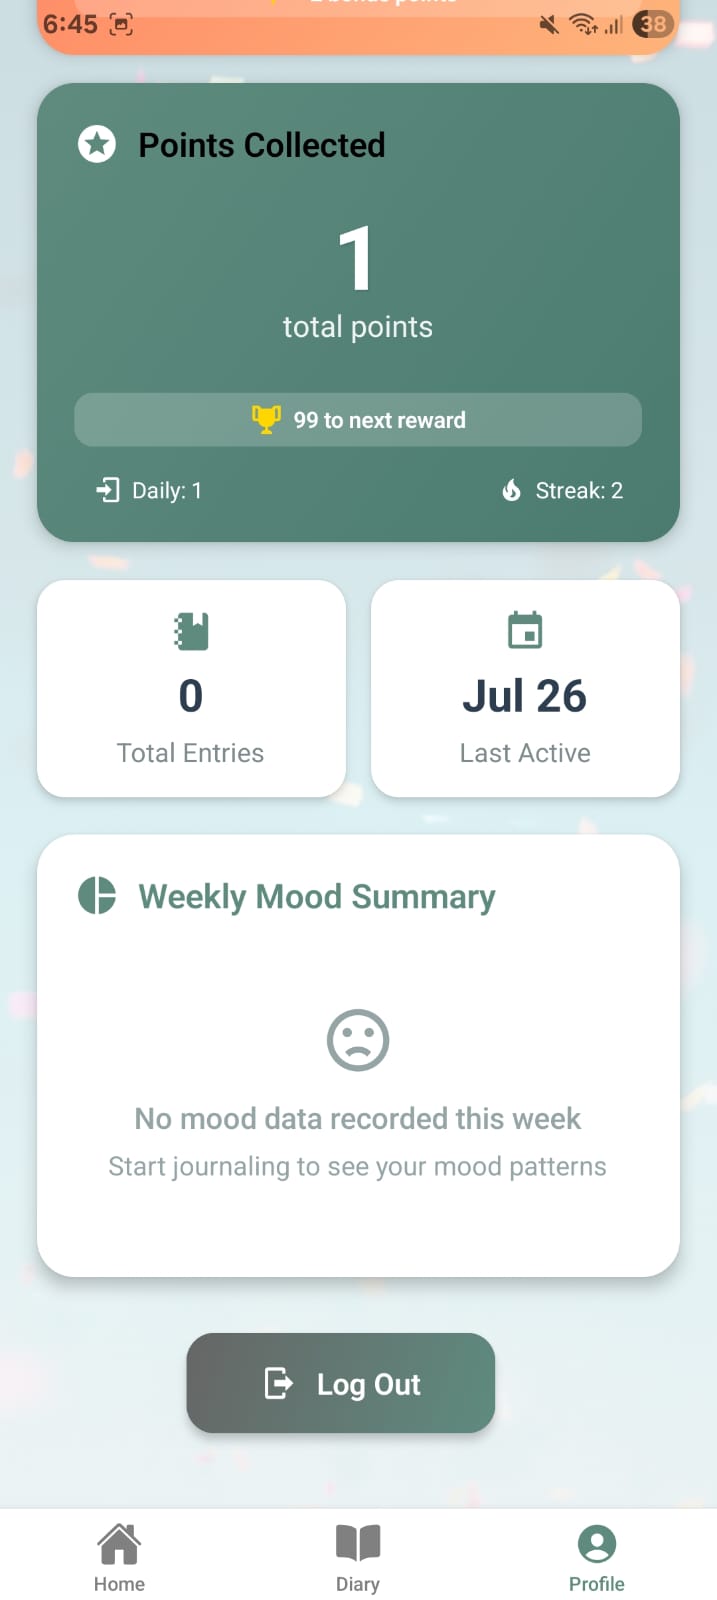 6:45
38
Points Collected
1
total points
99 to next reward
Daily: 1
Streak: 2
0
Total Entries
Jul 26
Last Active
Weekly Mood Summary
No mood data recorded this week
Start journaling to see your mood patterns
Log Out
Home
Diary
Profile